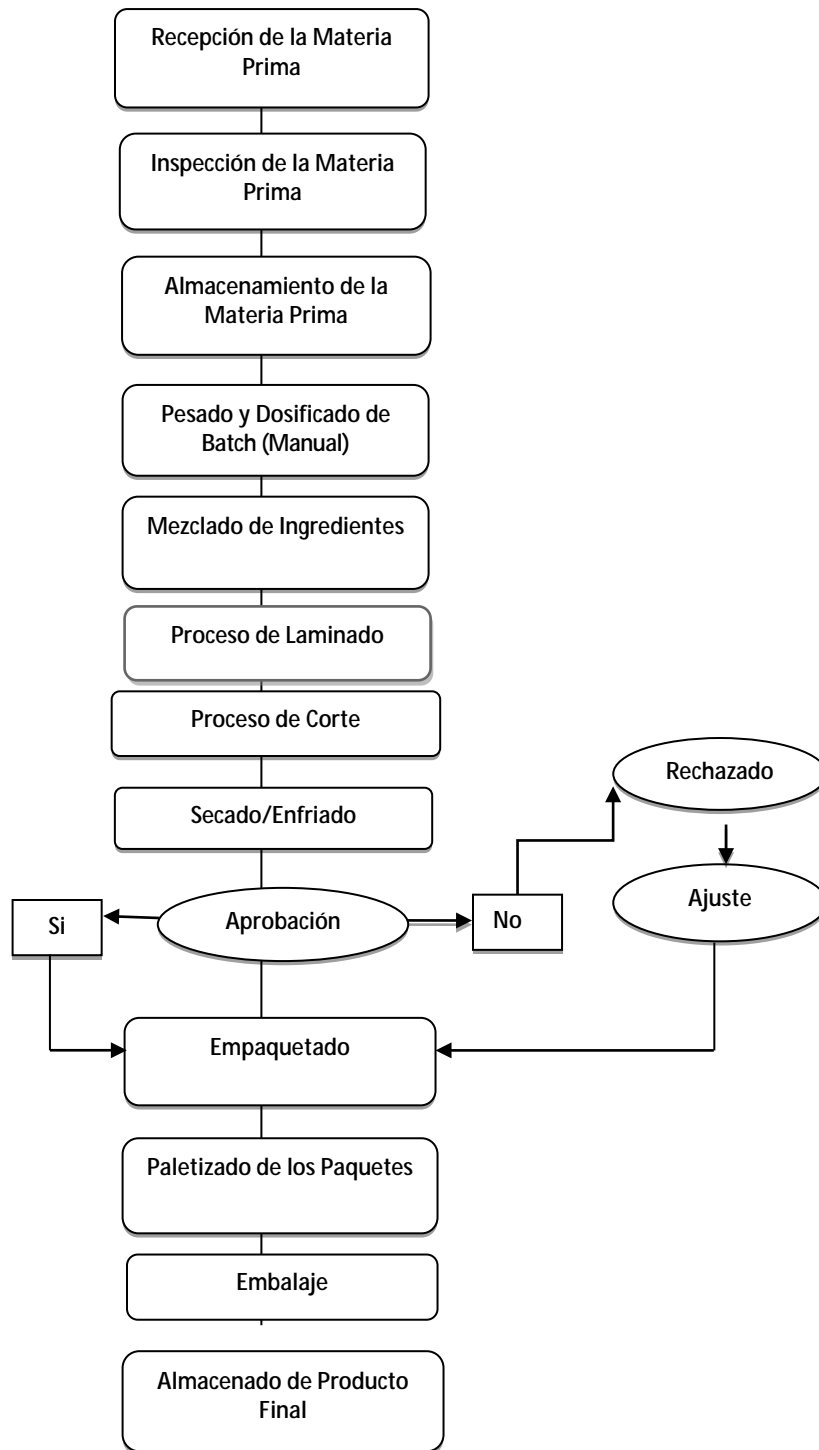 Recepción de la Materia
Prima
Inspección de la Materia
Prima
Almacenamiento de la
Materia Prima
Pesado y Dosificado de
Batch (Manual)
Mezclado de Ingredientes
Proceso de Laminado
Proceso de Corte
Rechazado
Secado/Enfriado
Ajuste
Si
Aprobación
No
Empaquetado
Paletizado de los Paquetes
Embalaje
Almacenado de Producto
Final